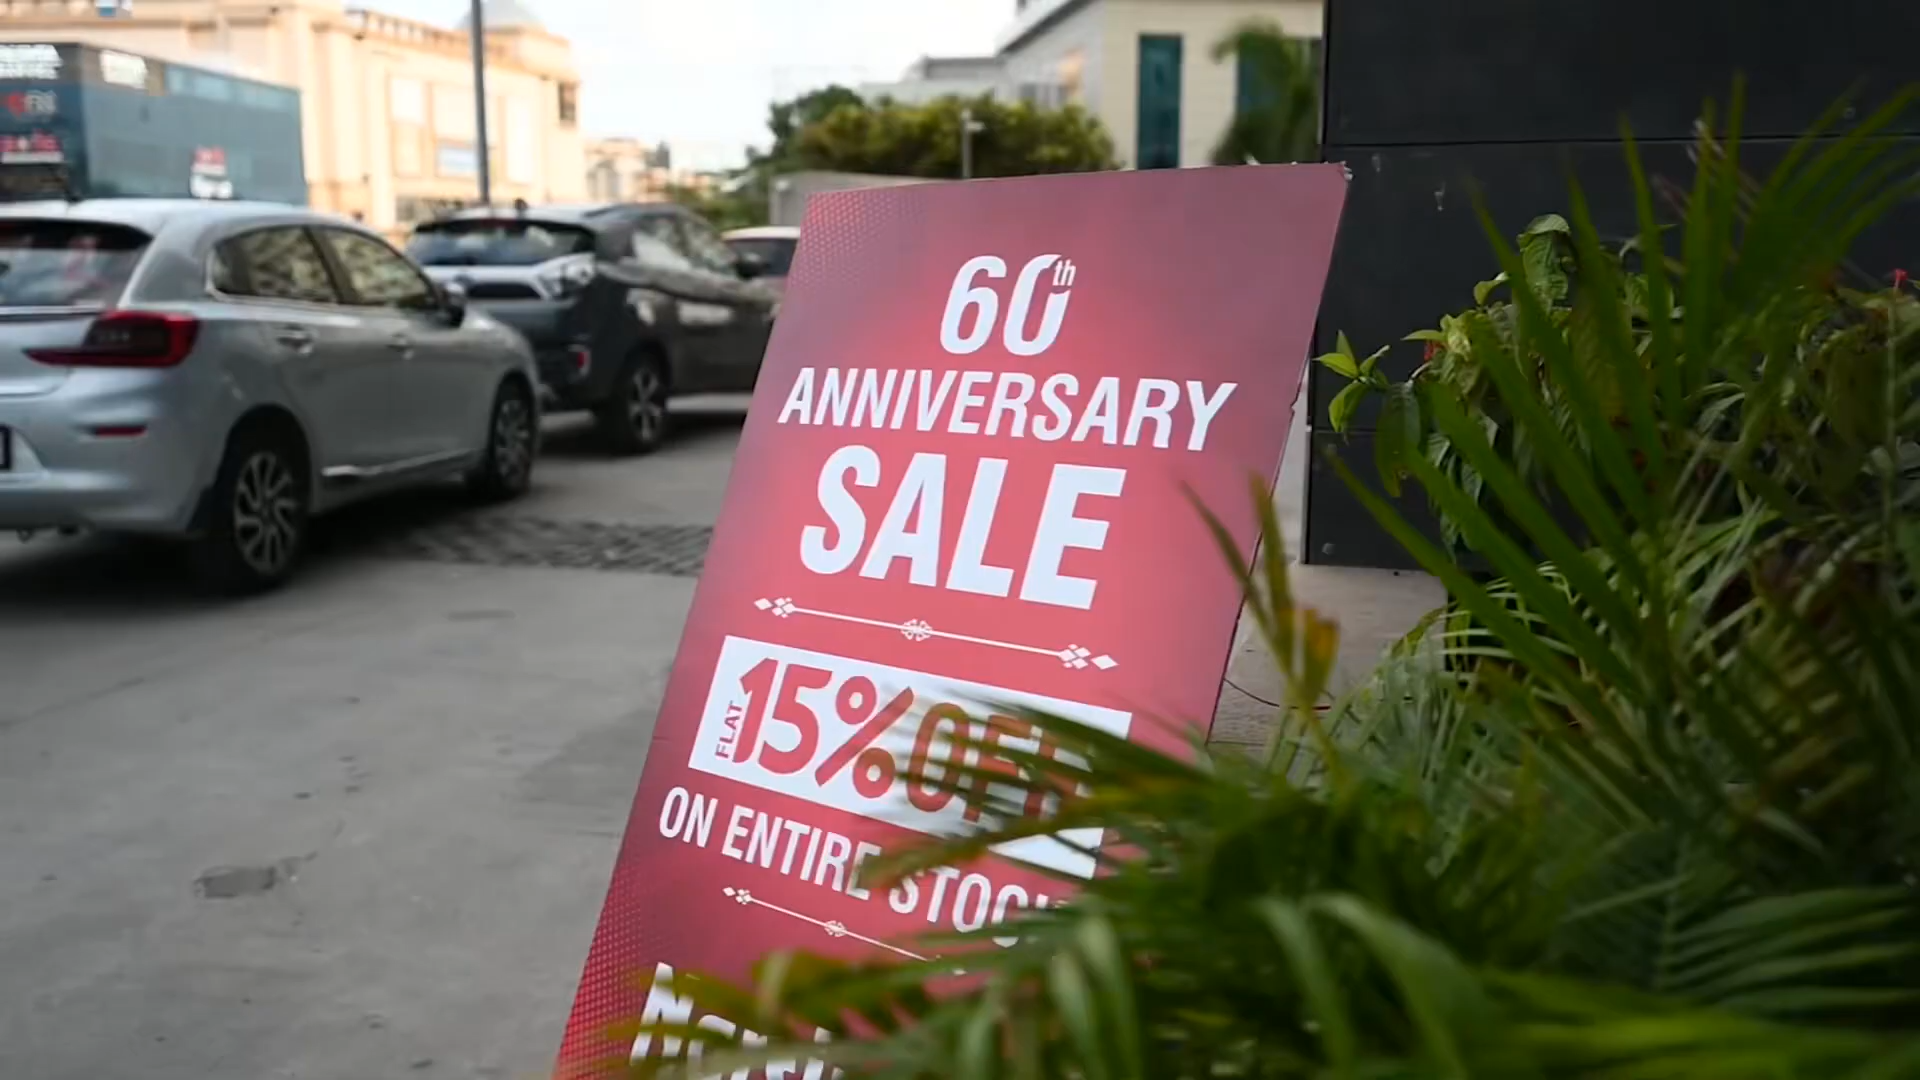 60th
ANNIVERSARY
SALE
FLAT 15% OFF
ON ENTIRE STOCK